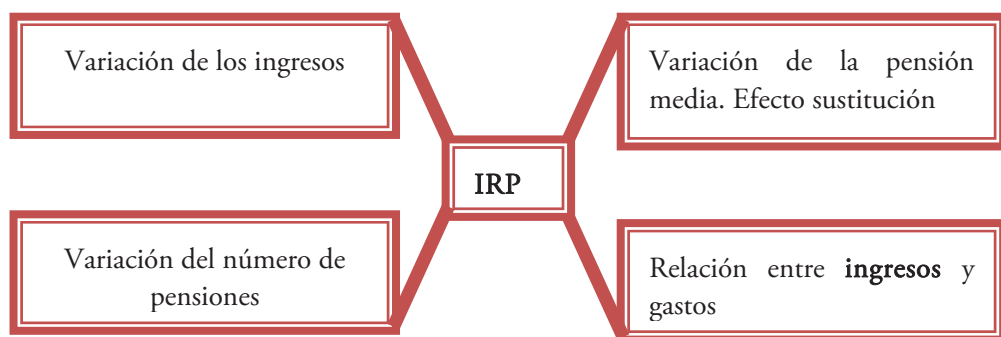 Variación de los ingresos
Variación de la pensión
media. Efecto sustitución
IRP
Variación del número de
pensiones
Relación entre ingresos y
gastos